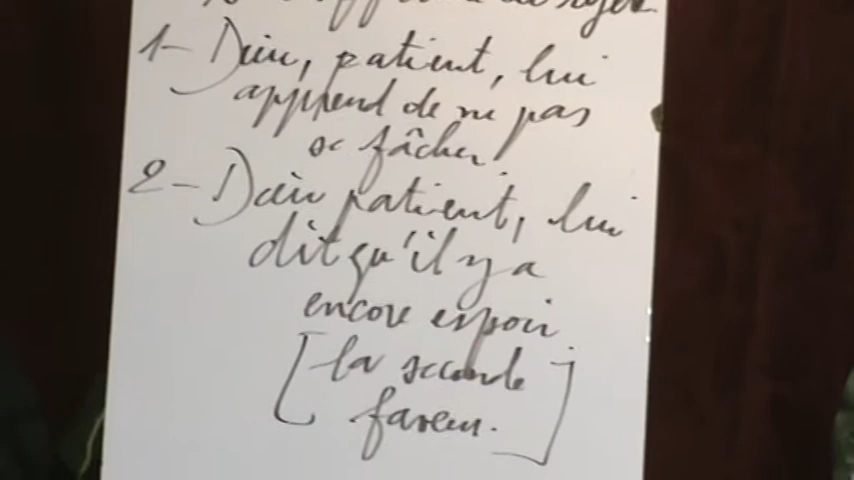 1- Dieu, patient, lui
apprend de ne pas
se fâcher
2- Dieu patient, lui
dit qu'il y a
encore espoir
[la seconde
faveur.]